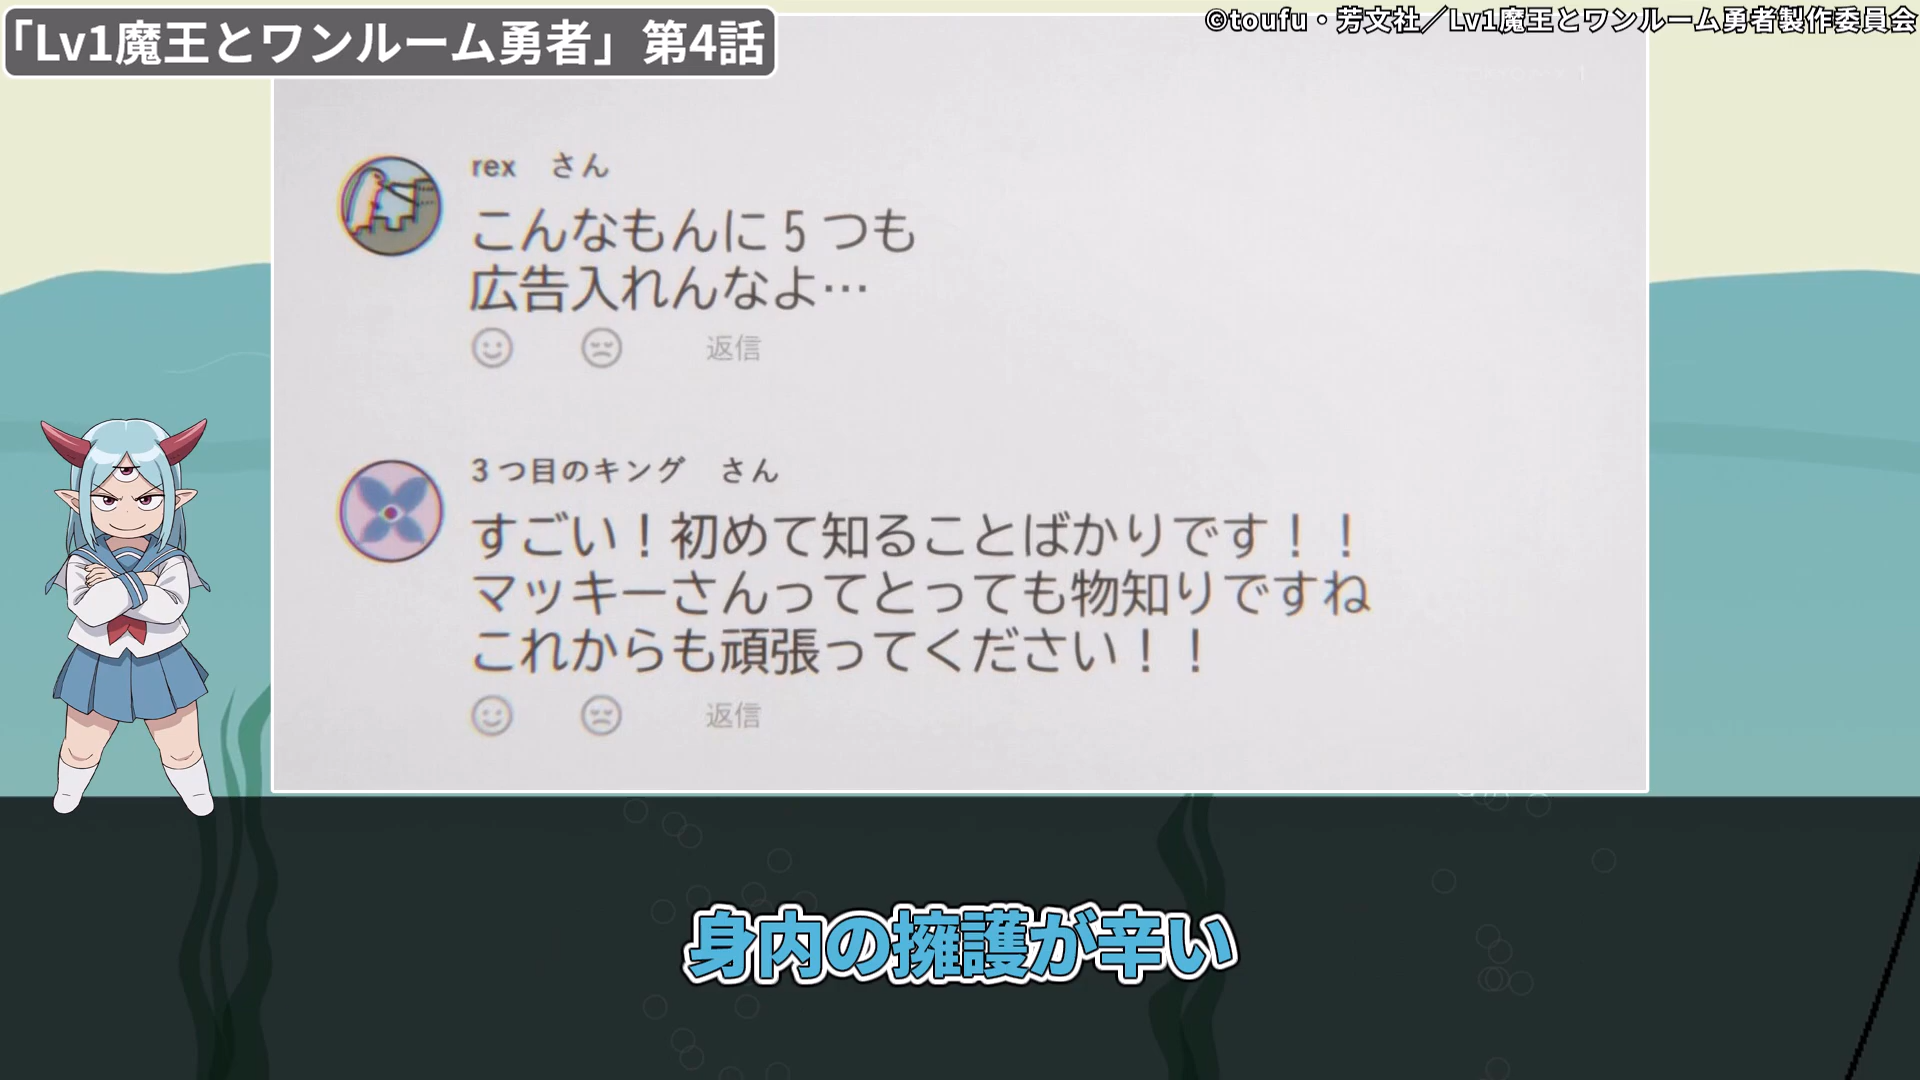 「Lv1魔王とワンルーム勇者」第4話
©toufu・芳文社／Lv1魔王とワンルーム勇者製作委員会
rex さん
こんなもんに5つも
広告入れんなよ…
返信
3つ目のキング さん
すごい！初めて知ることばかりです！！
マッキーさんってとっても物知りですね
これからも頑張ってください！！
返信
身内の擁護が辛い